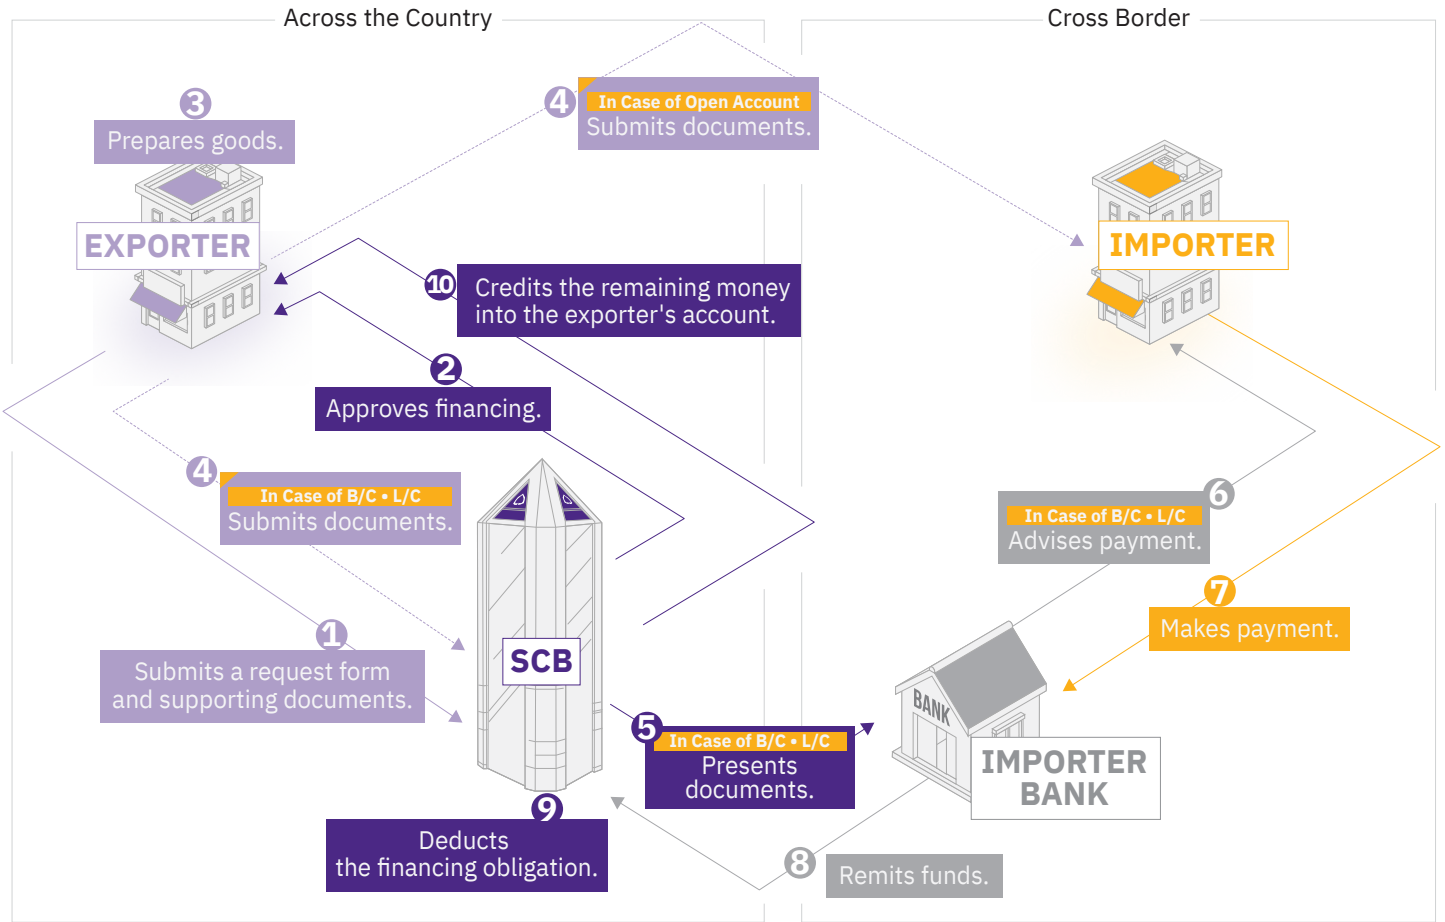 Across the Country
Cross Border
3
Prepares goods.
4
In Case of Open Account
Submits documents.
EXPORTER
IMPORTER
10
Credits the remaining money
into the exporter's account.
2
Approves financing.
4
In Case of B/C • L/C
Submits documents.
6
In Case of B/C • L/C
Advises payment.
7
Makes payment.
1
Submits a request form
and supporting documents.
SCB
5
In Case of B/C • L/C
Presents
documents.
BANK
IMPORTER
BANK
9
Deducts
the financing obligation.
8
Remits funds.